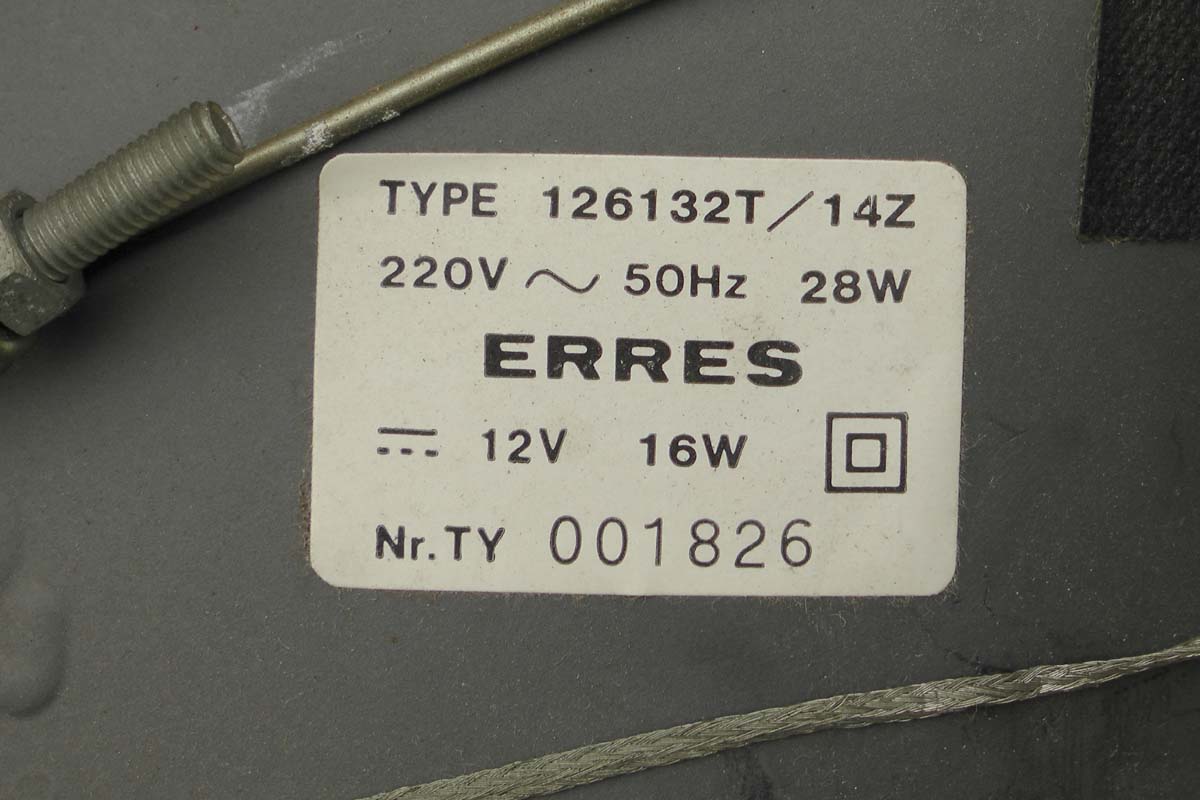 TYPE 126132T/14Z
220V ~ 50Hz 28W
ERRES
⎓ 12V 16W
Nr.TY 001826